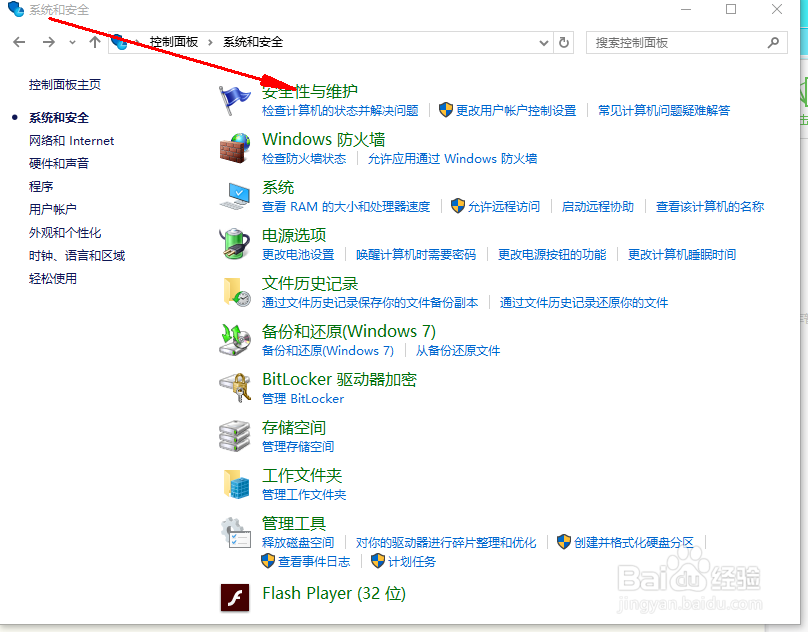 系统和安全
控制面板 系统和安全 搜索控制面板
控制面板主页
系统和安全
网络和 Internet
硬件和声音
程序
用户帐户
外观和个性化
时钟、语言和区域
轻松使用
安全性与维护
检查计算机的状态并解决问题 更改用户帐户控制设置 常见计算机问题疑难解答
Windows 防火墙
检查防火墙状态 允许应用通过 Windows 防火墙
系统
查看 RAM 的大小和处理器速度 允许远程访问 启动远程协助 查看该计算机的名称
电源选项
更改电池设置 唤醒计算机时需要密码 更改电源按钮的功能 更改计算机睡眠时间
文件历史记录
通过文件历史记录保存你的文件备份副本 通过文件历史记录还原你的文件
备份和还原(Windows 7)
备份和还原(Windows 7) 从备份还原文件
BitLocker 驱动器加密
管理 BitLocker
存储空间
管理存储空间
工作文件夹
管理工作文件夹
管理工具
释放磁盘空间 对你的驱动器进行碎片整理和优化 创建并格式化硬盘分区
查看事件日志 计划任务
Flash Player (32 位)
Baidu 经验
jingyan.baidu.com